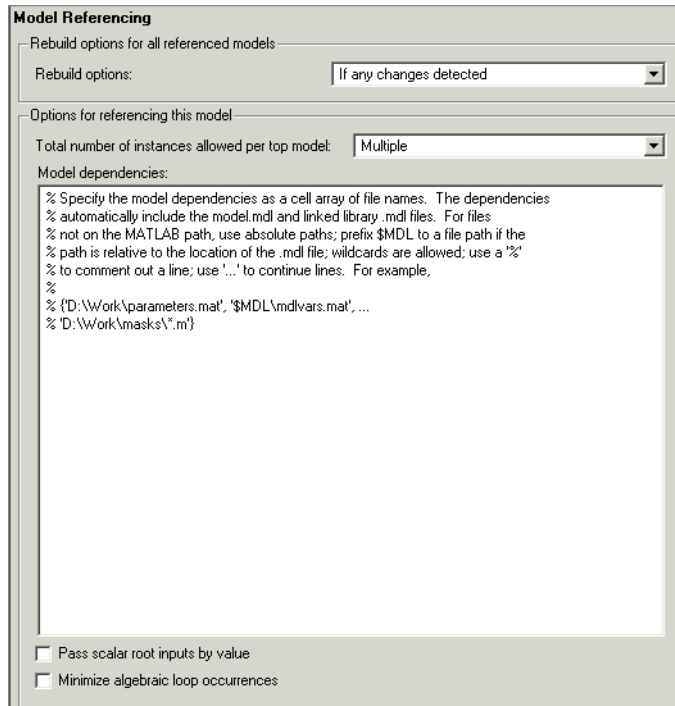 Model Referencing
Rebuild options for all referenced models
Rebuild options: If any changes detected
Options for referencing this model
Total number of instances allowed per top model: Multiple
Model dependencies:
% Specify the model dependencies as a cell array of file names.  The dependencies
% automatically include the model.mdl and linked library .mdl files.  For files
% not on the MATLAB path, use absolute paths; prefix $MDL to a file path if the
% path is relative to the location of the .mdl file; wildcards are allowed; use a '%'
% to comment out a line; use '...' to continue lines.  For example,
%
% {'D:\Work\parameters.mat', '$MDL\mdlvars.mat', ...
% 'D:\Work\masks\*.m'}
Pass scalar root inputs by value
Minimize algebraic loop occurrences